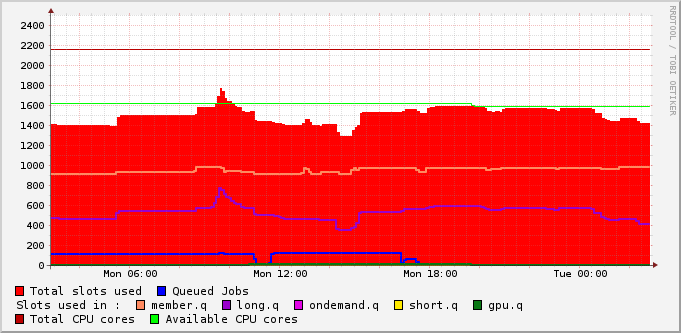 RRDTOOL / TOBI OETIKER
2400
2200
2000
1800
1600
1400
1200
1000
800
600
400
200
0
Mon 06:00 Mon 12:00 Mon 18:00 Tue 00:00
Total slots used Queued Jobs
Slots used in : member.q long.q ondemand.q short.q gpu.q
Total CPU cores Available CPU cores